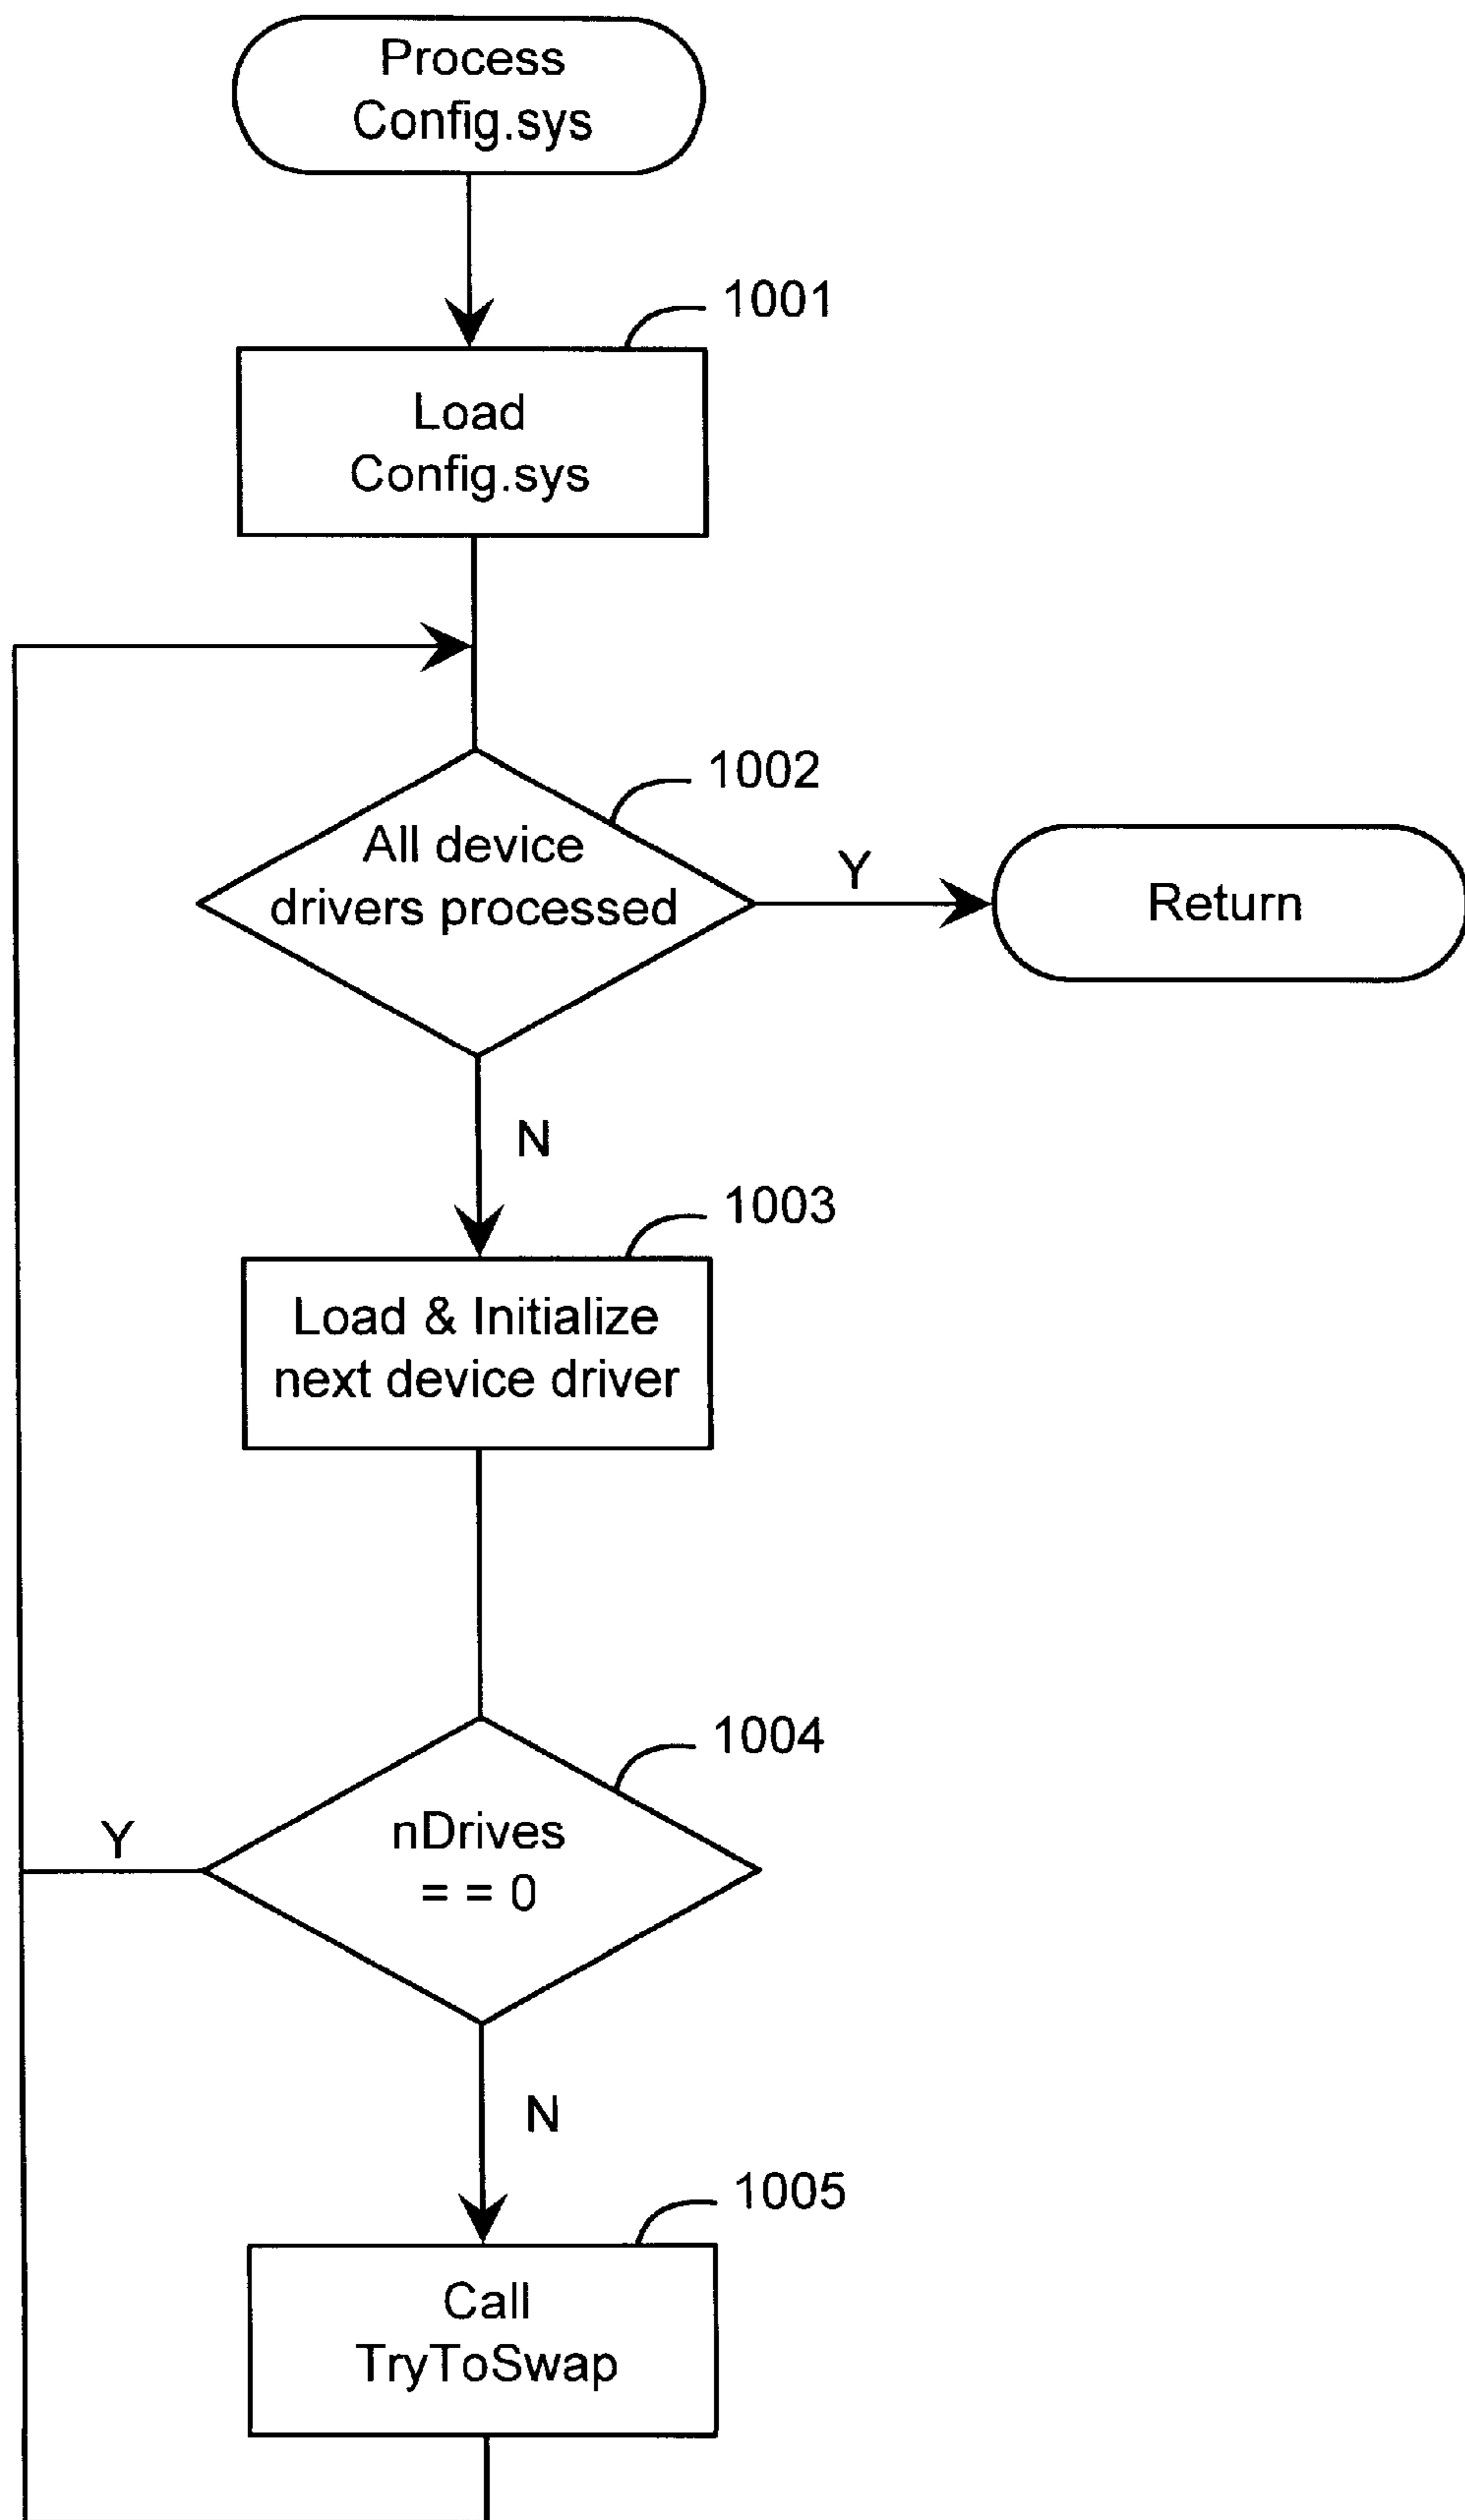 Process
Config.sys
1001
Load
Config.sys
1002
All device
drivers processed
Y
Return
N
1003
Load & Initialize
next device driver
1004
nDrives
= = 0
Y
N
1005
Call
TryToSwap